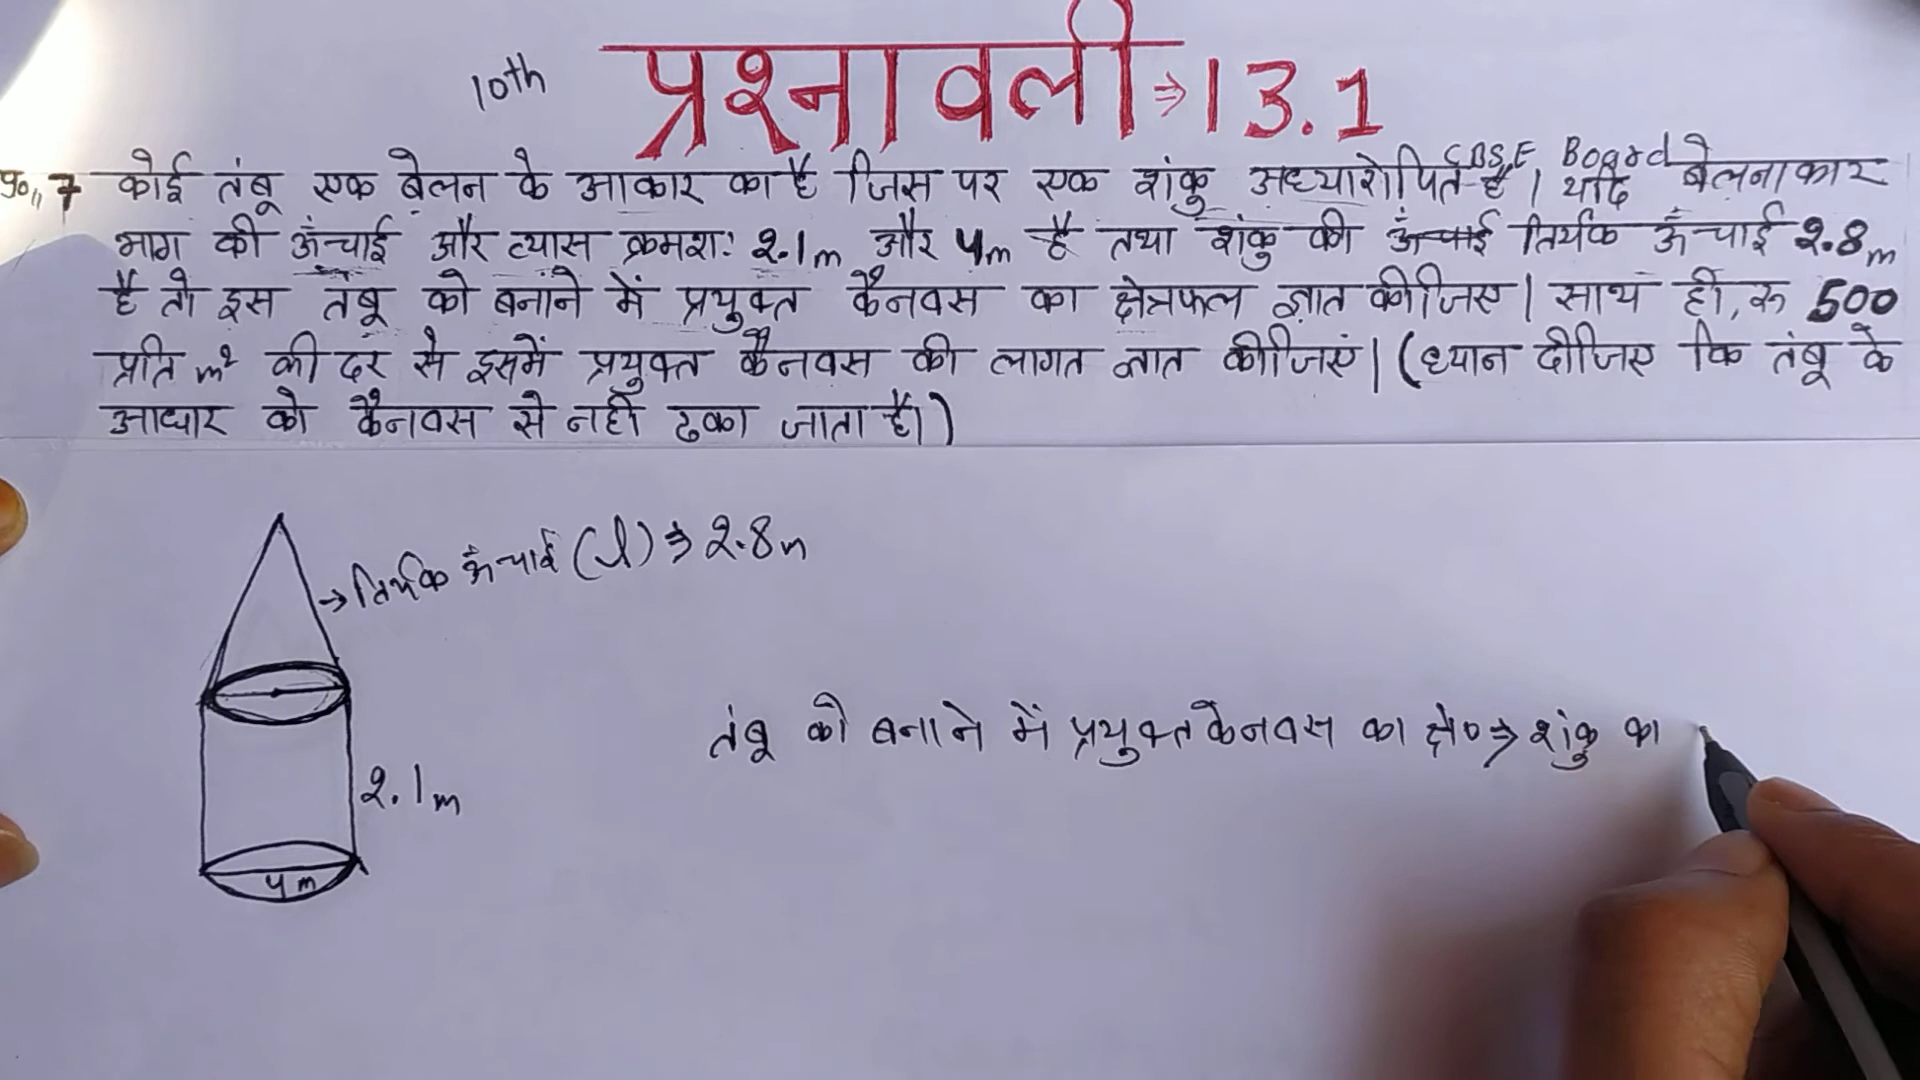 10th प्रश्नावली ⇒ 13.1
CBSE Board
प्र०॥7 कोई तंबू एक बेलन के आकार का है जिस पर एक शंकु अध्यारोपित है। यदि बेलनाकार
भाग की ऊँचाई और व्यास क्रमशः 2.1m और 4m है तथा शंकु की ऊँचाई तिर्यक ऊँचाई 2.8m
है तो इस तंबू को बनाने में प्रयुक्त कैनवस का क्षेत्रफल ज्ञात कीजिए। साथ ही, रू 500
प्रति m² की दर से इसमें प्रयुक्त कैनवस की लागत ज्ञात कीजिएं। (ध्यान दीजिए कि तंबू के
आधार को कैनवस से नहीं ढका जाता है।)
→ तिर्यक ऊँचाई (l) ⇒ 2.8m
तंबू को बनाने में प्रयुक्त कैनवस का क्षे० ⇒ शंकु का
2.1m
4m